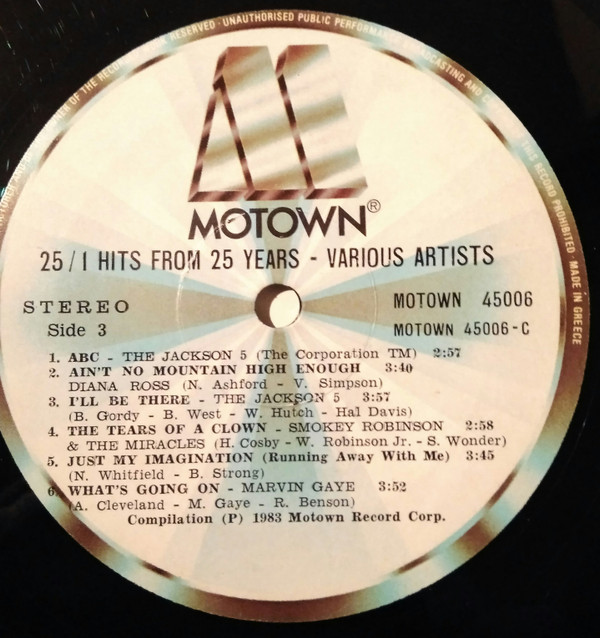 RESERVED · UNAUTHORISED PUBLIC PERFORMANCE BROADCASTING AND THIS RECORD PROHIBITED · MADE IN GREECE
MOTOWN®
25 / 1 HITS FROM 25 YEARS - VARIOUS ARTISTS
STEREO
MOTOWN 45006
Side 3
MOTOWN 45006-C
1. ABC - THE JACKSON 5 (The Corporation TM) 2:57
2. AIN'T NO MOUNTAIN HIGH ENOUGH 3:40
DIANA ROSS (N. Ashford - V. Simpson)
3. I'LL BE THERE - THE JACKSON 5 3:57
(B. Gordy - B. West - W. Hutch - Hal Davis)
4. THE TEARS OF A CLOWN - SMOKEY ROBINSON 2:58
& THE MIRACLES (H. Cosby - W. Robinson Jr. - S. Wonder)
5. JUST MY IMAGINATION (Running Away With Me) 3:45
(N. Whitfield - B. Strong)
6. WHAT'S GOING ON - MARVIN GAYE 3:52
(A. Cleveland - M. Gaye - R. Benson)
Compilation (P) 1983 Motown Record Corp.